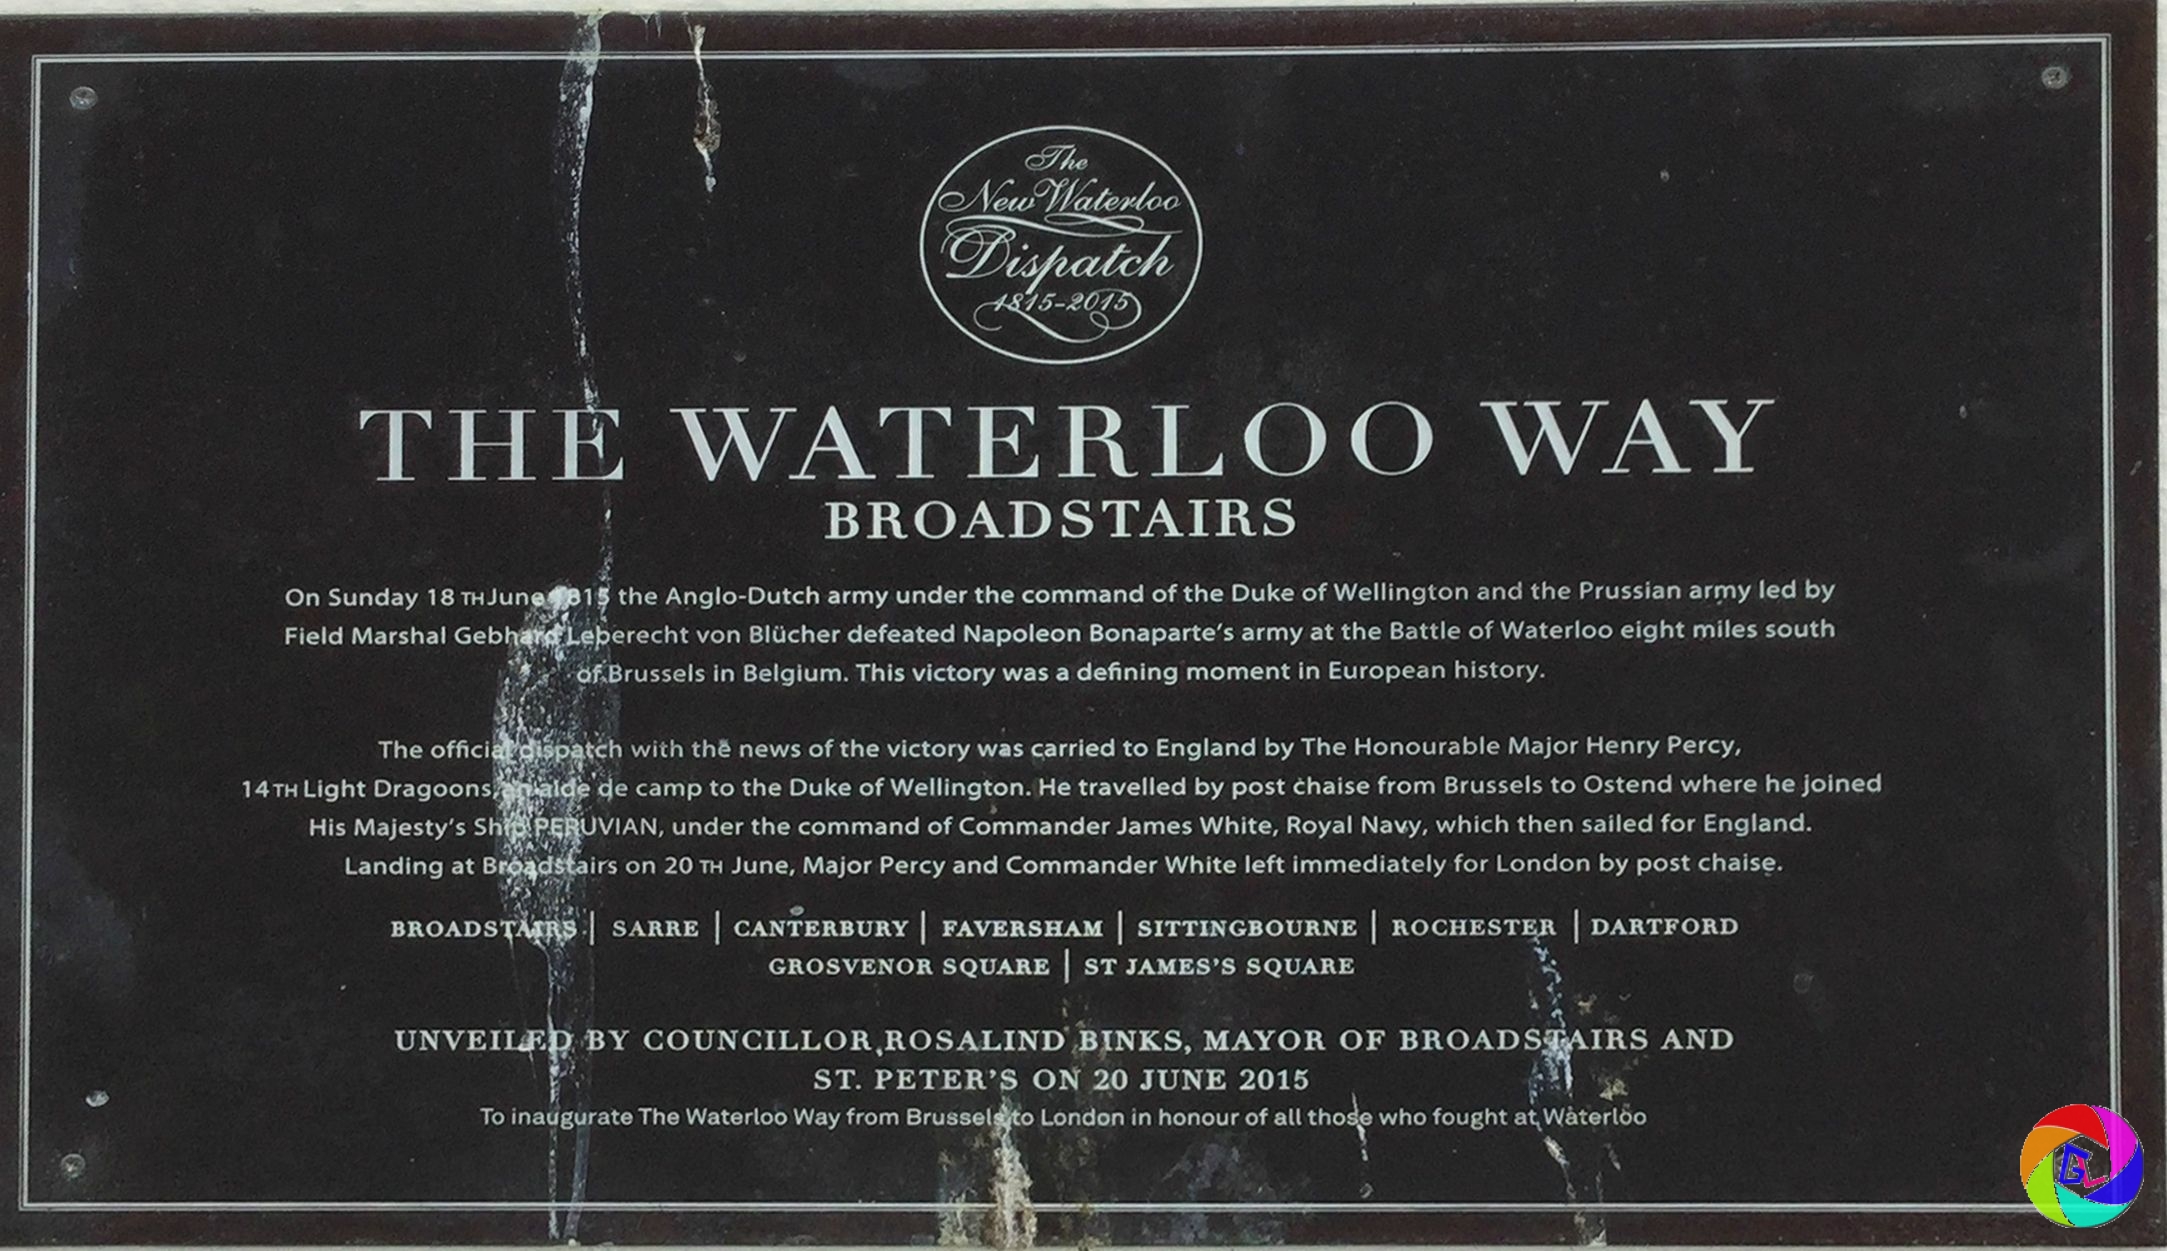 The
New Waterloo
Dispatch
1815-2015
THE WATERLOO WAY
BROADSTAIRS
On Sunday 18 TH June 1815 the Anglo-Dutch army under the command of the Duke of Wellington and the Prussian army led by
Field Marshal Gebhard Leberecht von Blücher defeated Napoleon Bonaparte's army at the Battle of Waterloo eight miles south
of Brussels in Belgium. This victory was a defining moment in European history.
The official dispatch with the news of the victory was carried to England by The Honourable Major Henry Percy,
14 TH Light Dragoons, an aide de camp to the Duke of Wellington. He travelled by post chaise from Brussels to Ostend where he joined
His Majesty's Ship PERUVIAN, under the command of Commander James White, Royal Navy, which then sailed for England.
Landing at Broadstairs on 20 TH June, Major Percy and Commander White left immediately for London by post chaise.
BROADSTAIRS | SARRE | CANTERBURY | FAVERSHAM | SITTINGBOURNE | ROCHESTER | DARTFORD
GROSVENOR SQUARE | ST JAMES'S SQUARE
UNVEILED BY COUNCILLOR ROSALIND BINKS, MAYOR OF BROADSTAIRS AND
ST. PETER'S ON 20 JUNE 2015
To inaugurate The Waterloo Way from Brussels to London in honour of all those who fought at Waterloo
GL